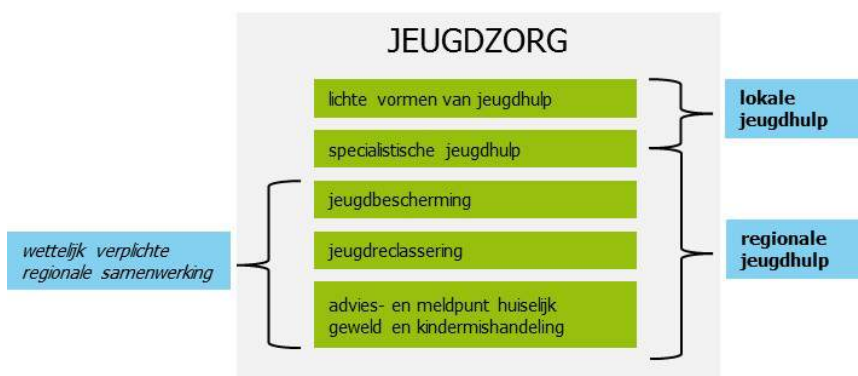 JEUGDZORG
lichte vormen van jeugdhulp
specialistische jeugdhulp
jeugdbescherming
jeugdreclassering
advies- en meldpunt huiselijk
geweld en kindermishandeling
lokale
jeugdhulp
regionale
jeugdhulp
wettelijk verplichte
regionale samenwerking